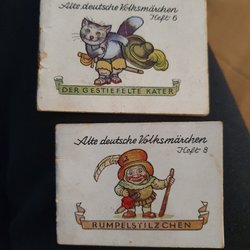 Alte deutsche Volksmärchen
Heft 6
DER GESTIEFELTE KATER
Alte deutsche Volksmärchen
Heft 8
RUMPELSTILZCHEN